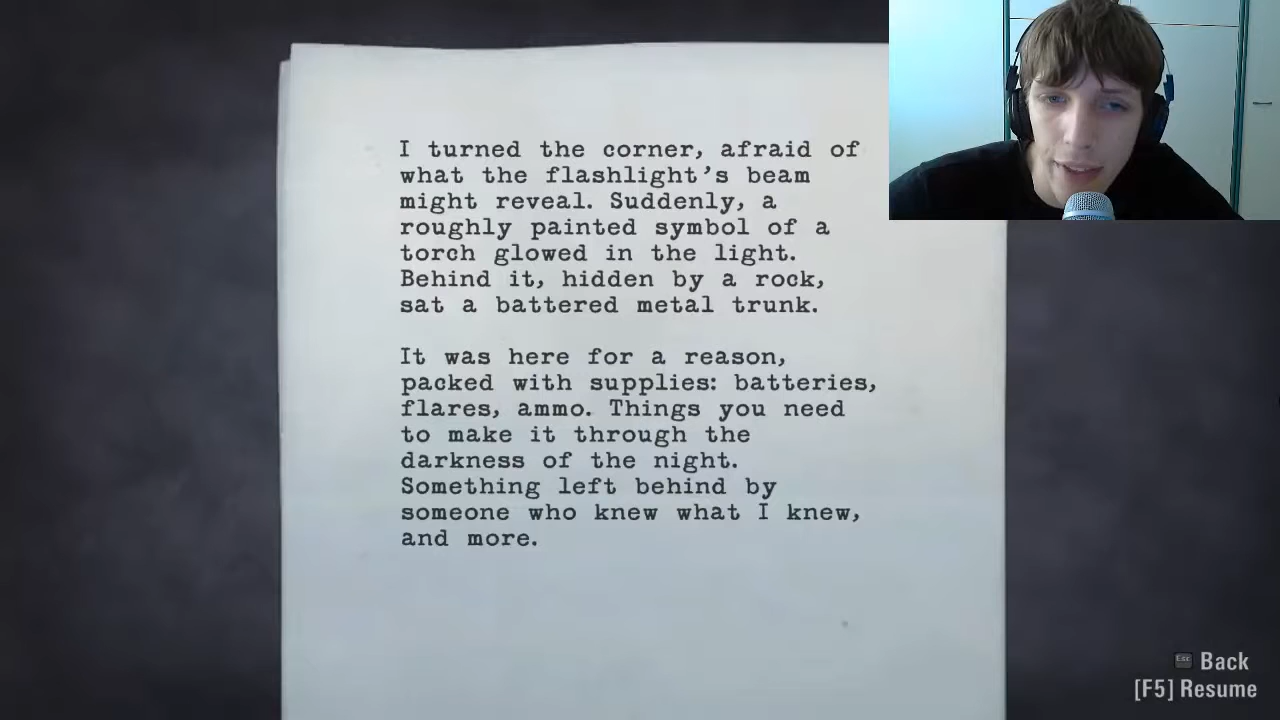 I turned the corner, afraid of
what the flashlight's beam
might reveal. Suddenly, a
roughly painted symbol of a
torch glowed in the light.
Behind it, hidden by a rock,
sat a battered metal trunk.
It was here for a reason,
packed with supplies: batteries,
flares, ammo. Things you need
to make it through the
darkness of the night.
Something left behind by
someone who knew what I knew,
and more.
Esc Back
[F5] Resume